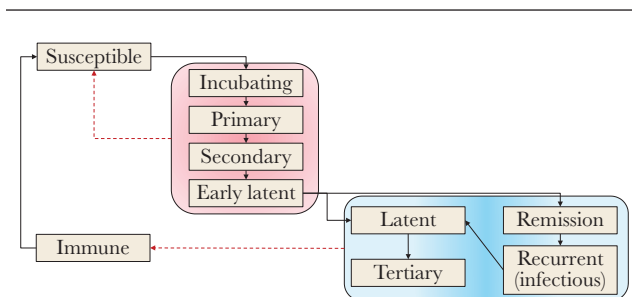 Susceptible
Incubating
Primary
Secondary
Early latent
Latent
Remission
Immune
Tertiary
Recurrent
(infectious)